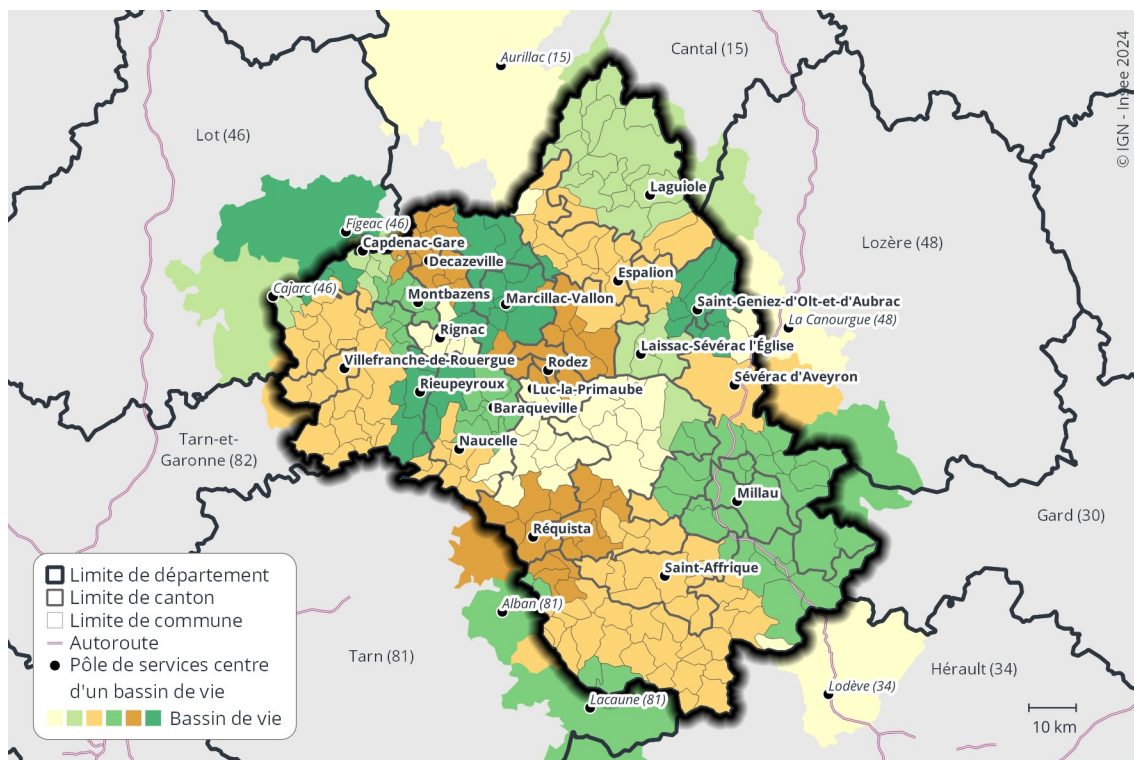 © IGN - Insee 2024
Aurillac (15)
Cantal (15)
Lot (46)
Laguiole
Figeac (46)
Capdenac-Gare
Lozère (48)
Decazeville
Espalion
Cajarc (46)
Montbazens
Marcillac-Vallon
Saint-Geniez-d'Olt-et-d'Aubrac
La Canourgue (48)
Rignac
Laissac-Sévérac l'Église
Villefranche-de-Rouergue
Rodez
Sévérac d'Aveyron
Rieupeyroux
Luc-la-Primaube
Baraqueville
Tarn-et-
Garonne (82)
Naucelle
Millau
Gard (30)
Réquista
Saint-Affrique
Alban (81)
Tarn (81)
Hérault (34)
Lodève (34)
Lacaune (81)
10 km
Limite de département
Limite de canton
Limite de commune
Autoroute
Pôle de services centre
d'un bassin de vie
Bassin de vie